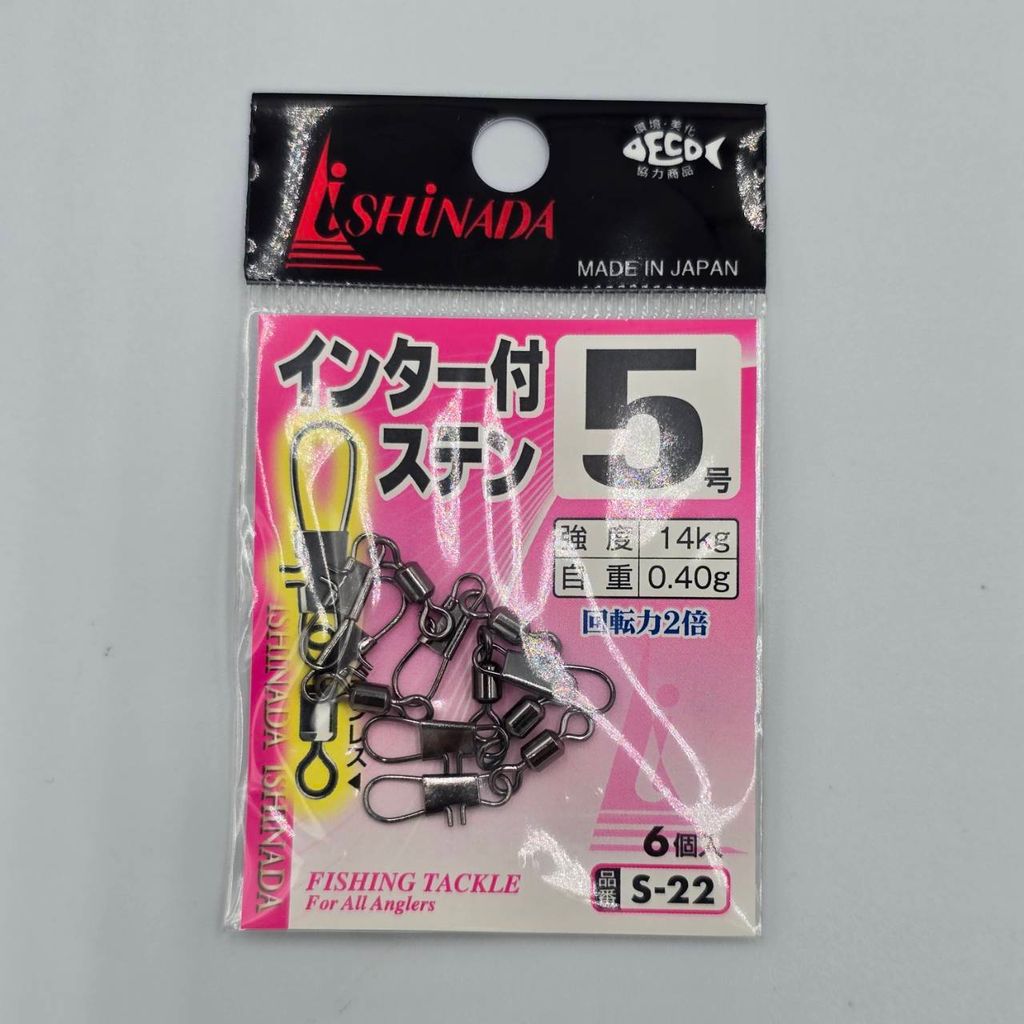 環境・美化
ECO
協力商品
ISHINADA
MADE IN JAPAN
インター付
ステン
5号
強度 14kg
自重 0.40g
回転力2倍
レス
ISHINADA ISHINADA
6個入
品番 S-22
FISHING TACKLE
For All Anglers